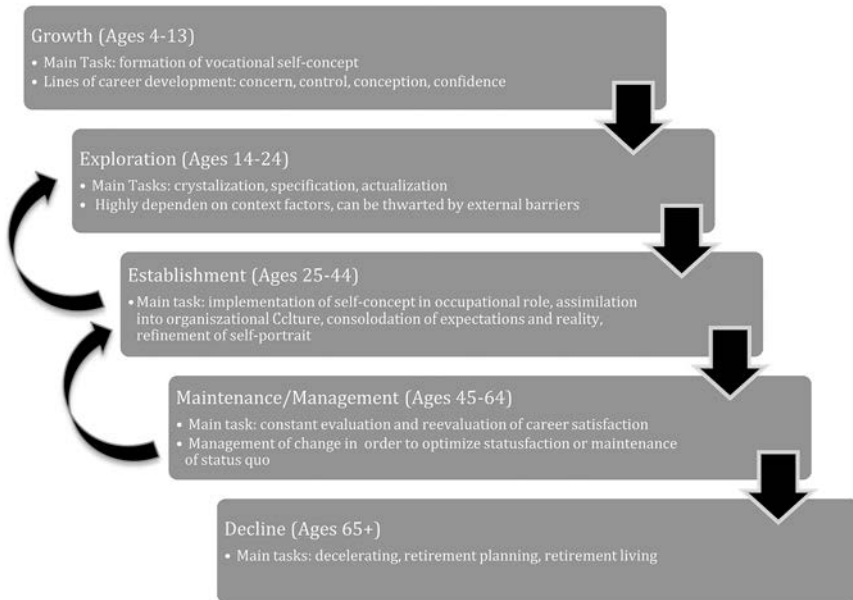 Growth (Ages 4-13)
• Main Task: formation of vocational self-concept
• Lines of career development: concern, control, conception, confidence
Exploration (Ages 14-24)
• Main Tasks: crystalization, specification, actualization
• Highly dependen on context factors, can be thwarted by external barriers
Establishment (Ages 25-44)
• Main task: implementation of self-concept in occupational role, assimilation
into organiszational Cclture, consolodation of expectations and reality,
refinement of self-portrait
Maintenance/Management (Ages 45-64)
• Main task: constant evaluation and reevaluation of career satisfaction
• Management of change in order to optimize statusfaction or maintenance
of status quo
Decline (Ages 65+)
• Main tasks: decelerating, retirement planning, retirement living